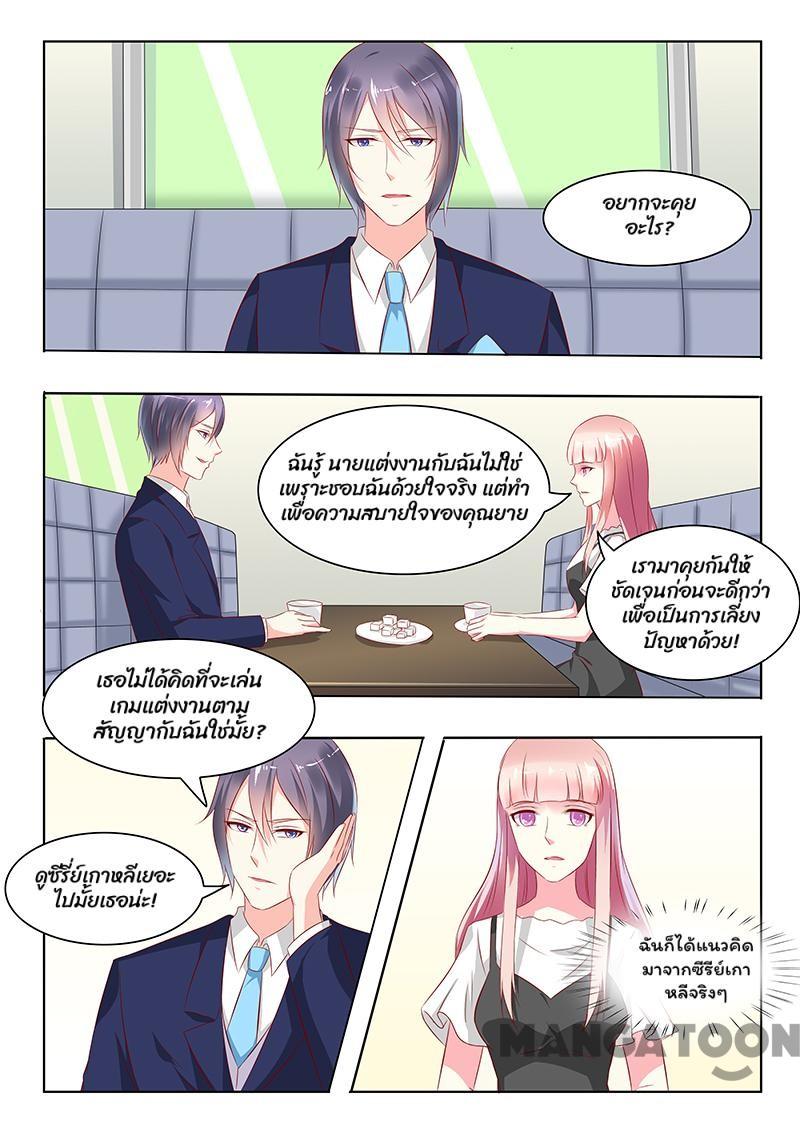 อยากจะคุย
อะไร?
ฉันรู้ นายแต่งงานกับฉันไม่ใช่
เพราะชอบฉันด้วยใจจริง แต่ทำ
เพื่อความสบายใจของคุณยาย
เรามาคุยกันให้
ชัดเจนก่อนจะดีกว่า
เพื่อเป็นการเลี่ยง
ปัญหาด้วย!
เธอไม่ได้คิดที่จะเล่น
เกมแต่งงานตาม
สัญญากับฉันใช่มั้ย?
ดูซีรี่ย์เกาหลีเยอะ
ไปมั้ยเธอน่ะ!
ฉันก็ได้แนวคิด
มาจากซีรีย์เกา
หลีจริงๆ
MANGATOON